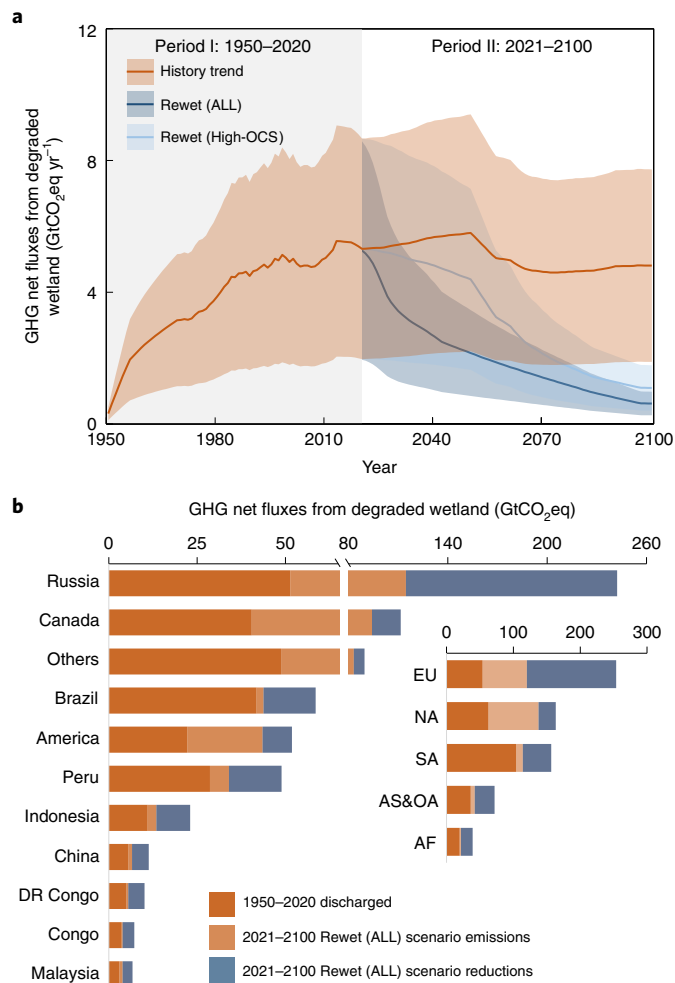 a
12
8
4
0
GHG net fluxes from degraded
wetland (GtCO₂eq yr⁻¹)
Period I: 1950–2020
Period II: 2021–2100
History trend
Rewet (ALL)
Rewet (High-OCS)
1950
1980
2010
2040
2070
2100
Year
b
GHG net fluxes from degraded wetland (GtCO₂eq)
0
25
50
80
140
200
260
Russia
Canada
Others
Brazil
America
Peru
Indonesia
China
DR Congo
Congo
Malaysia
0
100
200
300
EU
NA
SA
AS&OA
AF
1950–2020 discharged
2021–2100 Rewet (ALL) scenario emissions
2021–2100 Rewet (ALL) scenario reductions